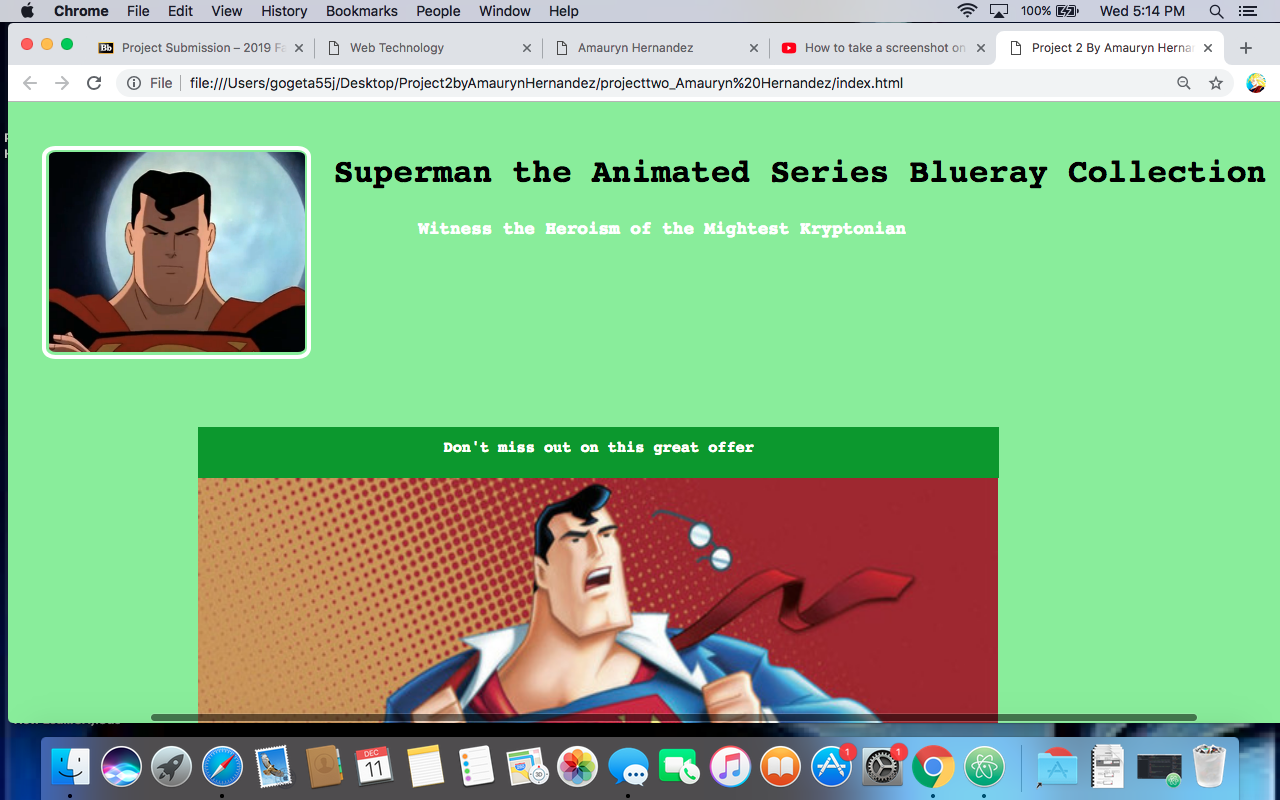 Chrome File Edit View History Bookmarks People Window Help 100% Wed 5:14 PM
Bb Project Submission – 2019 Fa Web Technology Amauryn Hernandez How to take a screenshot on Project 2 By Amauryn Hernan
File file:///Users/gogeta55j/Desktop/Project2byAmaurynHernandez/projecttwo_Amauryn%20Hernandez/index.html
Superman the Animated Series Blueray Collection
Witness the Heroism of the Mightest Kryptonian
Don't miss out on this great offer
DEC
11
30
1
1